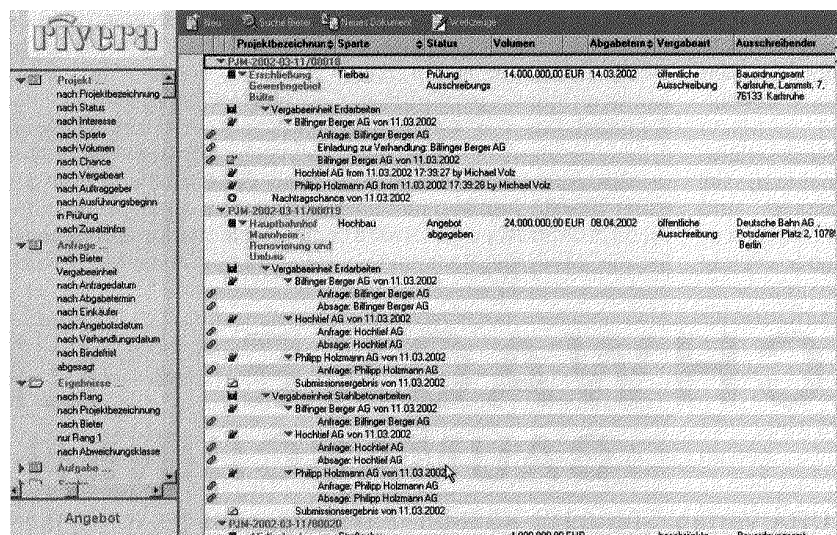 rivera
Neu Suche Bieter Neues Dokument Werkzeuge
Projektbezeichnung Sparte Status Volumen Abgabetermin Vergabeart Ausschreibender
Projekt ...
nach Projektbezeichnung
nach Status
nach Interesse
nach Sparte
nach Volumen
nach Chance
nach Vergabeart
nach Auftraggeber
nach Ausführungsbeginn
in Prüfung
nach Zusatzinfos
Anfrage ...
nach Bieter
Vergabeeinheit
nach Antragedatum
nach Abgabetermin
nach Einkäufer
nach Angebotsdatum
nach Verhandlungsdatum
nach Bindefrist
abgesagt
Ergebnisse ...
nach Rang
nach Projektbezeichnung
nach Bieter
nur Rang 1
nach Abweichungsklasse
Aufgabe ...
Angebot
PJM-2002-03-11/00018
Erschließung Tiefbau Prüfung 14.000.000,00 EUR 14.03.2002 öffentliche Bauordnungsamt
Gewerbegebiet Ausschreibungs Ausschreibung Karlsruhe, Lammstr. 7,
Bulte 76133 Karlsruhe
Vergabeeinheit Erdarbeiten
Bilfinger Berger AG von 11.03.2002
Anfrage: Bilfinger Berger AG
Einladung zur Verhandlung: Bilfinger Berger AG
Bilfinger Berger AG von 11.03.2002
Hochtief AG from 11.03.2002 17:39:27 by Michael Volz
Philipp Holzmann AG from 11.03.2002 17:39:28 by Michael Volz
Nachtragschance von 11.03.2002
PJM-2002-03-11/00019
Hauptbahnhof Hochbau Angebot 24.000.000,00 EUR 08.04.2002 öffentliche Deutsche Bahn AG,
Mannheim - abgegeben Ausschreibung Potsdamer Platz 2, 1078
Renovierung und Berlin
Umbau
Vergabeeinheit Erdarbeiten
Bilfinger Berger AG von 11.03.2002
Anfrage: Bilfinger Berger AG
Absage: Bilfinger Berger AG
Hochtief AG von 11.03.2002
Anfrage: Hochtief AG
Absage: Hochtief AG
Philipp Holzmann AG von 11.03.2002
Anfrage: Philipp Holzmann AG
Submissionsergebnis von 11.03.2002
Vergabeeinheit Stahlbetonarbeiten
Bilfinger Berger AG von 11.03.2002
Anfrage: Bilfinger Berger AG
Hochtief AG von 11.03.2002
Anfrage: Hochtief AG
Absage: Hochtief AG
Philipp Holzmann AG von 11.03.2002
Anfrage: Philipp Holzmann AG
Absage: Philipp Holzmann AG
Submissionsergebnis von 11.03.2002
PJM-2002-03-11/00020